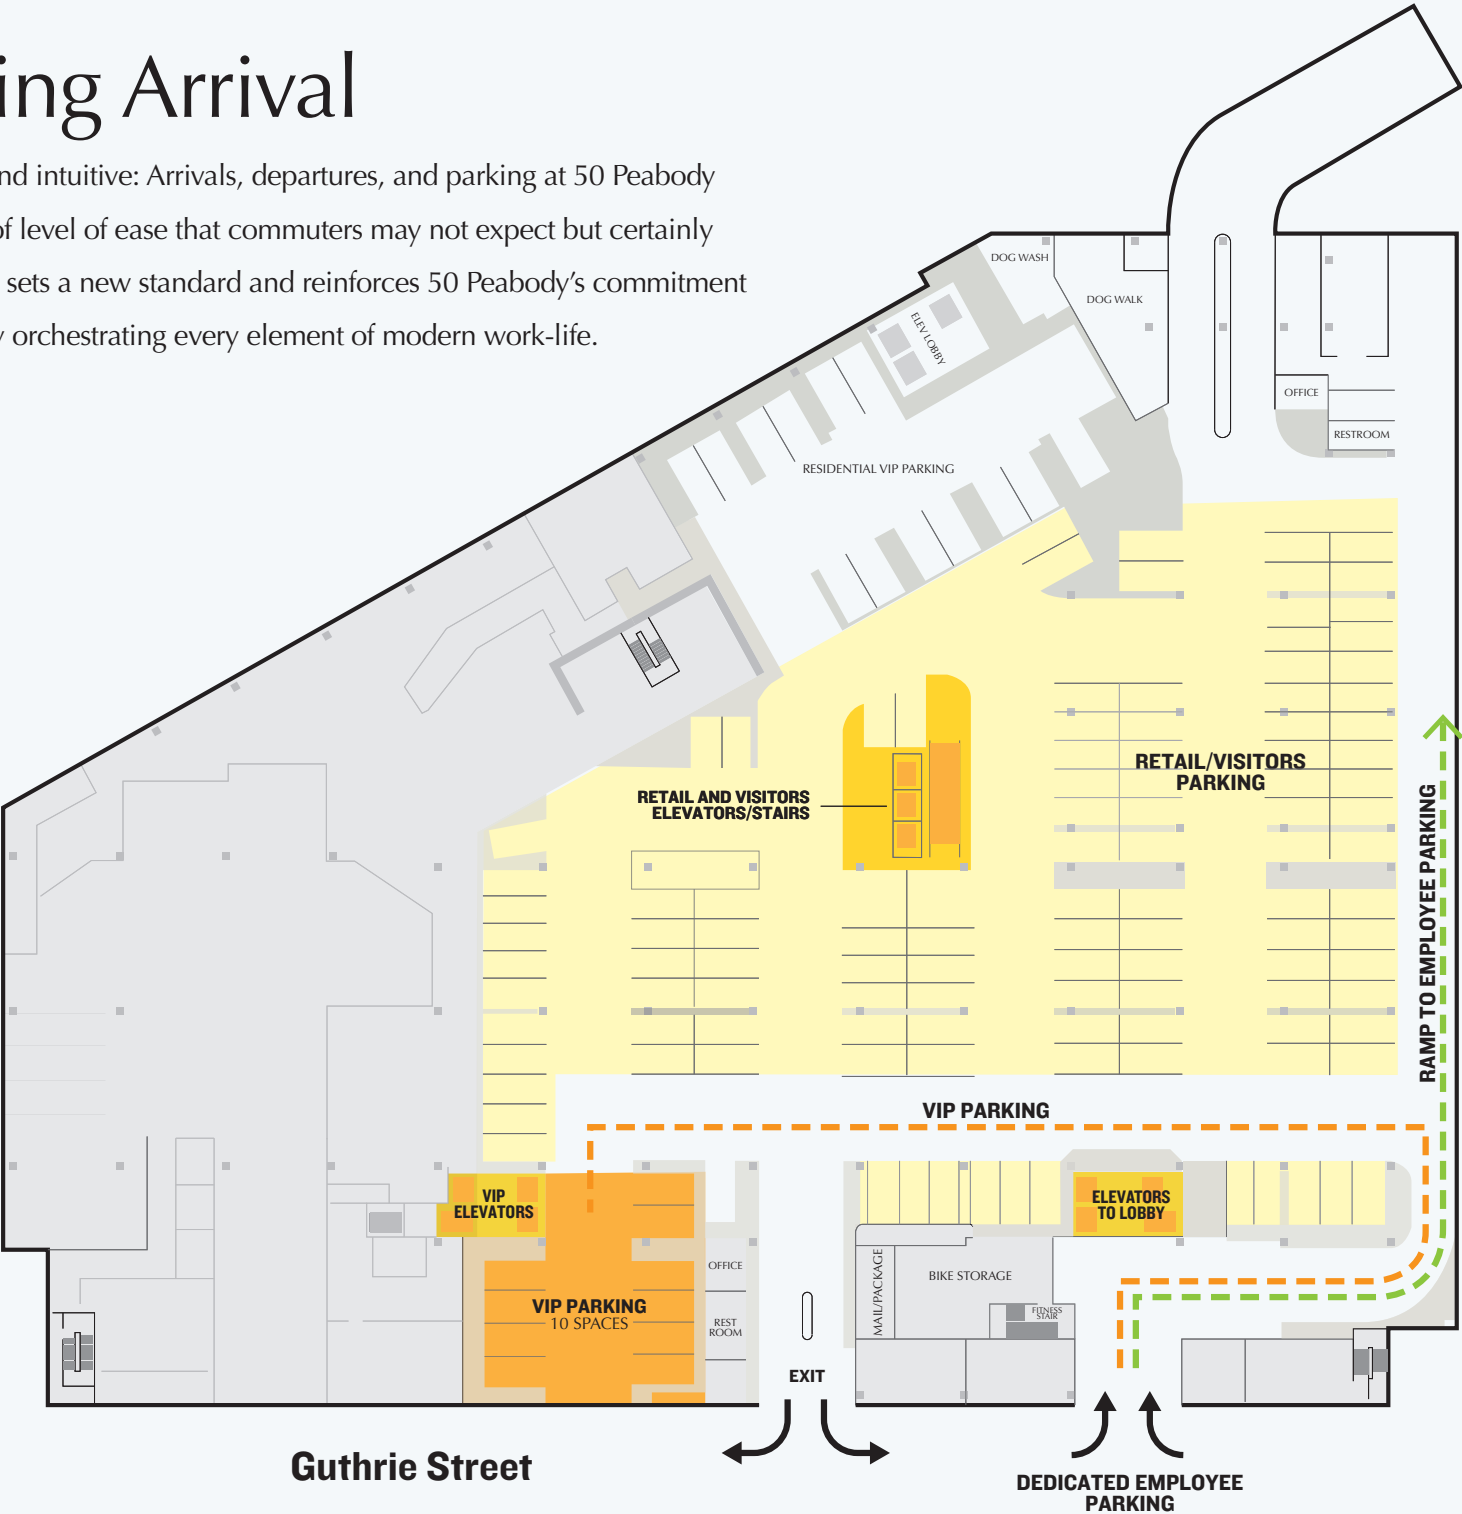 ing Arrival
nd intuitive: Arrivals, departures, and parking at 50 Peabody
of level of ease that commuters may not expect but certainly
sets a new standard and reinforces 50 Peabody’s commitment
y orchestrating every element of modern work-life.
DOG WASH
DOG WALK
ELEV LOBBY
OFFICE
RESTROOM
RESIDENTIAL VIP PARKING
RETAIL/VISITORS
PARKING
RETAIL AND VISITORS
ELEVATORS/STAIRS
RAMP TO EMPLOYEE PARKING
VIP PARKING
VIP
ELEVATORS
ELEVATORS
TO LOBBY
OFFICE
MAIL/PACKAGE
BIKE STORAGE
VIP PARKING
10 SPACES
REST
ROOM
FITNESS
STAIR
EXIT
Guthrie Street
DEDICATED EMPLOYEE
PARKING